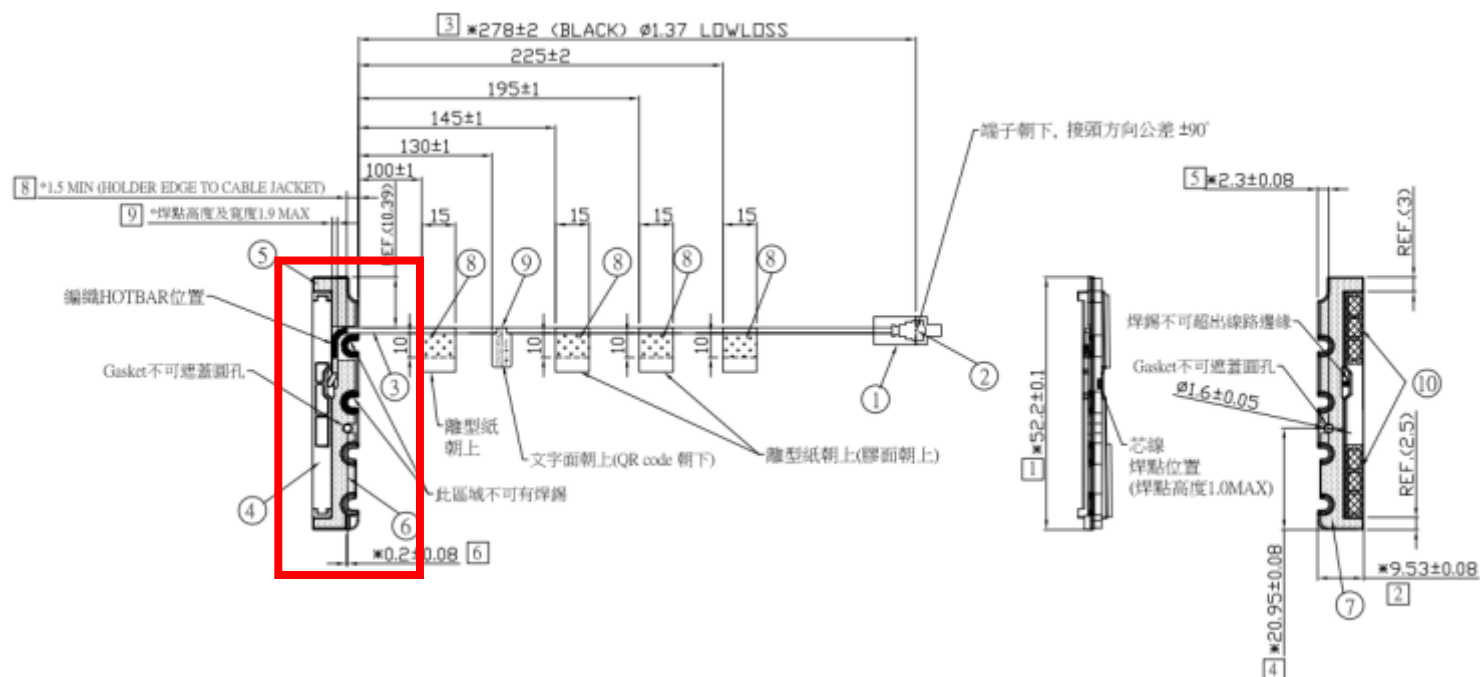 3 *278±2 (BLACK) ø1.37 LOWLOSS
225±2
195±1
145±1
130±1
100±1
端子朝下, 接頭方向公差 ±90°
8 *1.5 MIN (HOLDER EDGE TO CABLE JACKET)
9 *焊點高度及寬度1.9 MAX
REF.(10.39)
15
15
15
15
5 *2.3±0.08
REF.(3)
5
8
9
8
8
8
編織HOTBAR位置
10
10
10
10
焊錫不可超出線路邊緣
Gasket不可遮蓋圓孔
Gasket不可遮蓋圓孔
ø1.6±0.05
3
1
2
10
離型紙
朝上
文字面朝上(QR code 朝下)
離型紙朝上(膠面朝上)
1 *52.2±0.1
芯線
焊點位置
(焊點高度1.0MAX)
REF.(2.5)
此區域不可有焊錫
4
6
*0.2±0.08 6
4 *20.95±0.08
*9.53±0.08
2
7